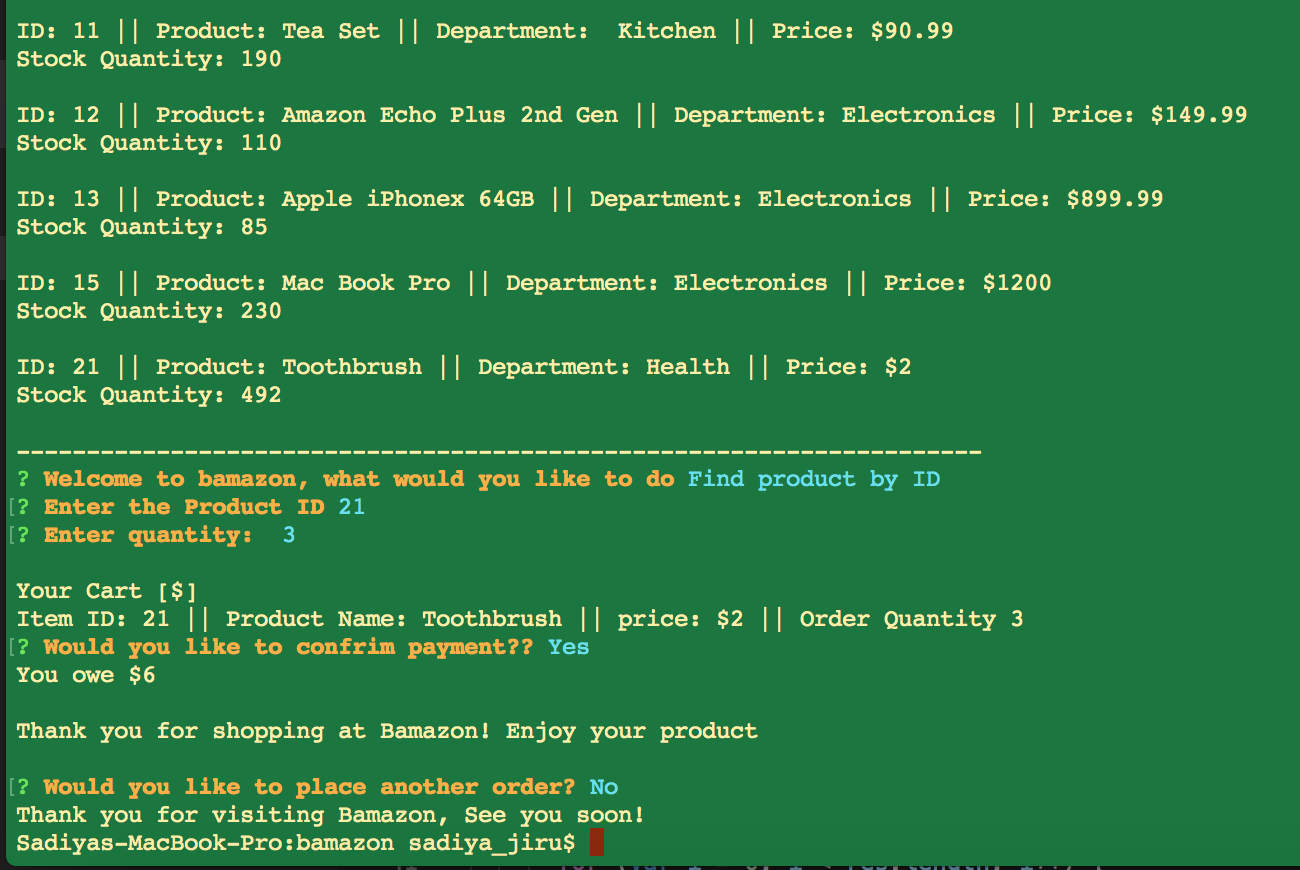 ID: 11 || Product: Tea Set || Department:  Kitchen || Price: $90.99
Stock Quantity: 190
ID: 12 || Product: Amazon Echo Plus 2nd Gen || Department: Electronics || Price: $149.99
Stock Quantity: 110
ID: 13 || Product: Apple iPhonex 64GB || Department: Electronics || Price: $899.99
Stock Quantity: 85
ID: 15 || Product: Mac Book Pro || Department: Electronics || Price: $1200
Stock Quantity: 230
ID: 21 || Product: Toothbrush || Department: Health || Price: $2
Stock Quantity: 492
---------------------------------------------------------------------
? Welcome to bamazon, what would you like to do Find product by ID
[? Enter the Product ID 21
[? Enter quantity:  3
Your Cart [$]
Item ID: 21 || Product Name: Toothbrush || price: $2 || Order Quantity 3
[? Would you like to confrim payment?? Yes
You owe $6
Thank you for shopping at Bamazon! Enjoy your product
[? Would you like to place another order? No
Thank you for visiting Bamazon, See you soon!
Sadiyas-MacBook-Pro:bamazon sadiya_jiru$